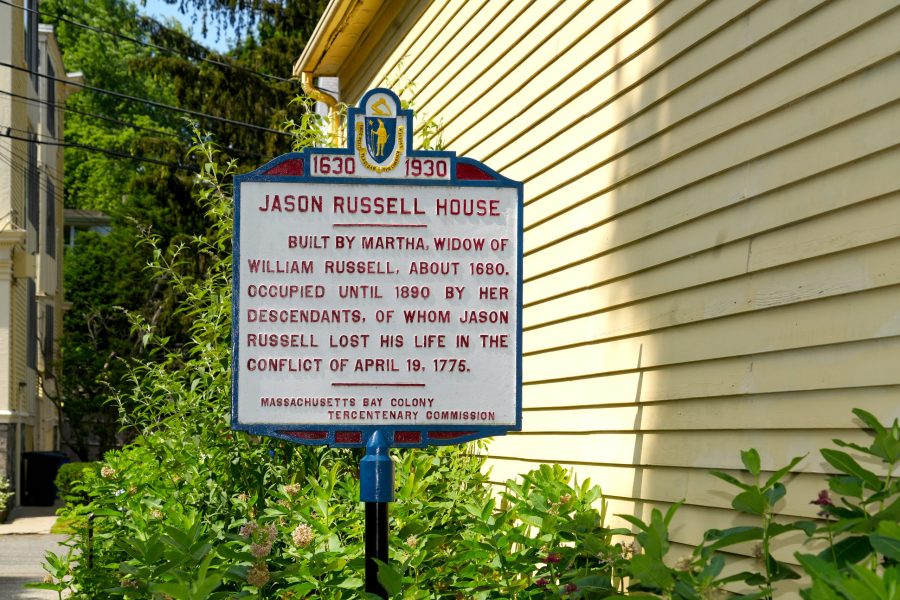 1630 1930
JASON RUSSELL HOUSE
BUILT BY MARTHA, WIDOW OF
WILLIAM RUSSELL, ABOUT 1680.
OCCUPIED UNTIL 1890 BY HER
DESCENDANTS, OF WHOM JASON
RUSSELL LOST HIS LIFE IN THE
CONFLICT OF APRIL 19, 1775.
MASSACHUSETTS BAY COLONY
TERCENTENARY COMMISSION